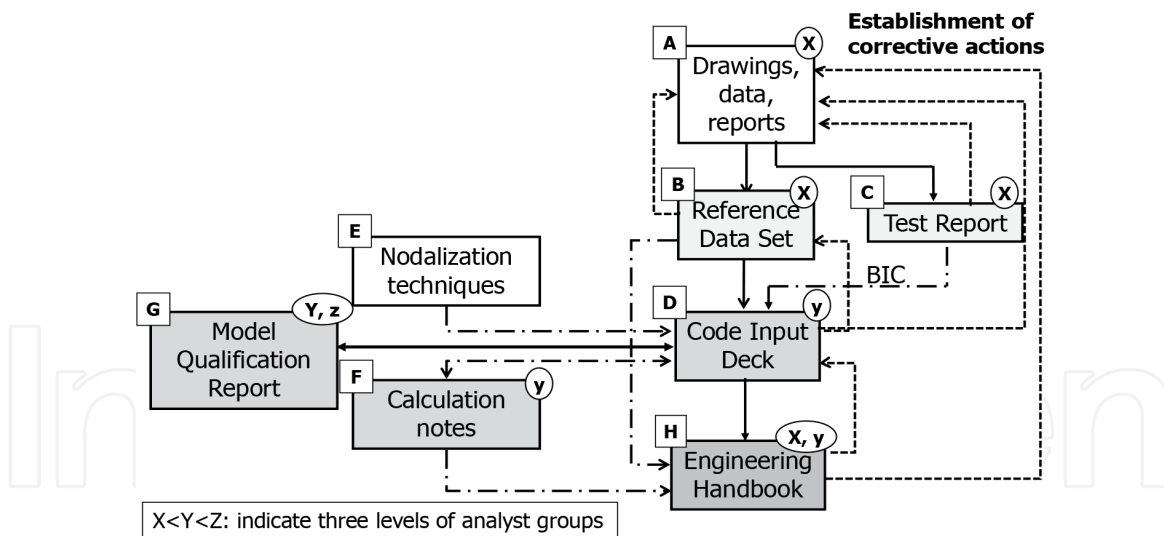 Establishment of
corrective actions
A
X
Drawings,
data,
reports
B
X
Reference
Data Set
C
X
Test Report
E
Nodalization
techniques
BIC
G
Y, z
Model
Qualification
Report
D
y
Code Input
Deck
F
y
Calculation
notes
H
X, y
Engineering
Handbook
X<Y<Z: indicate three levels of analyst groups